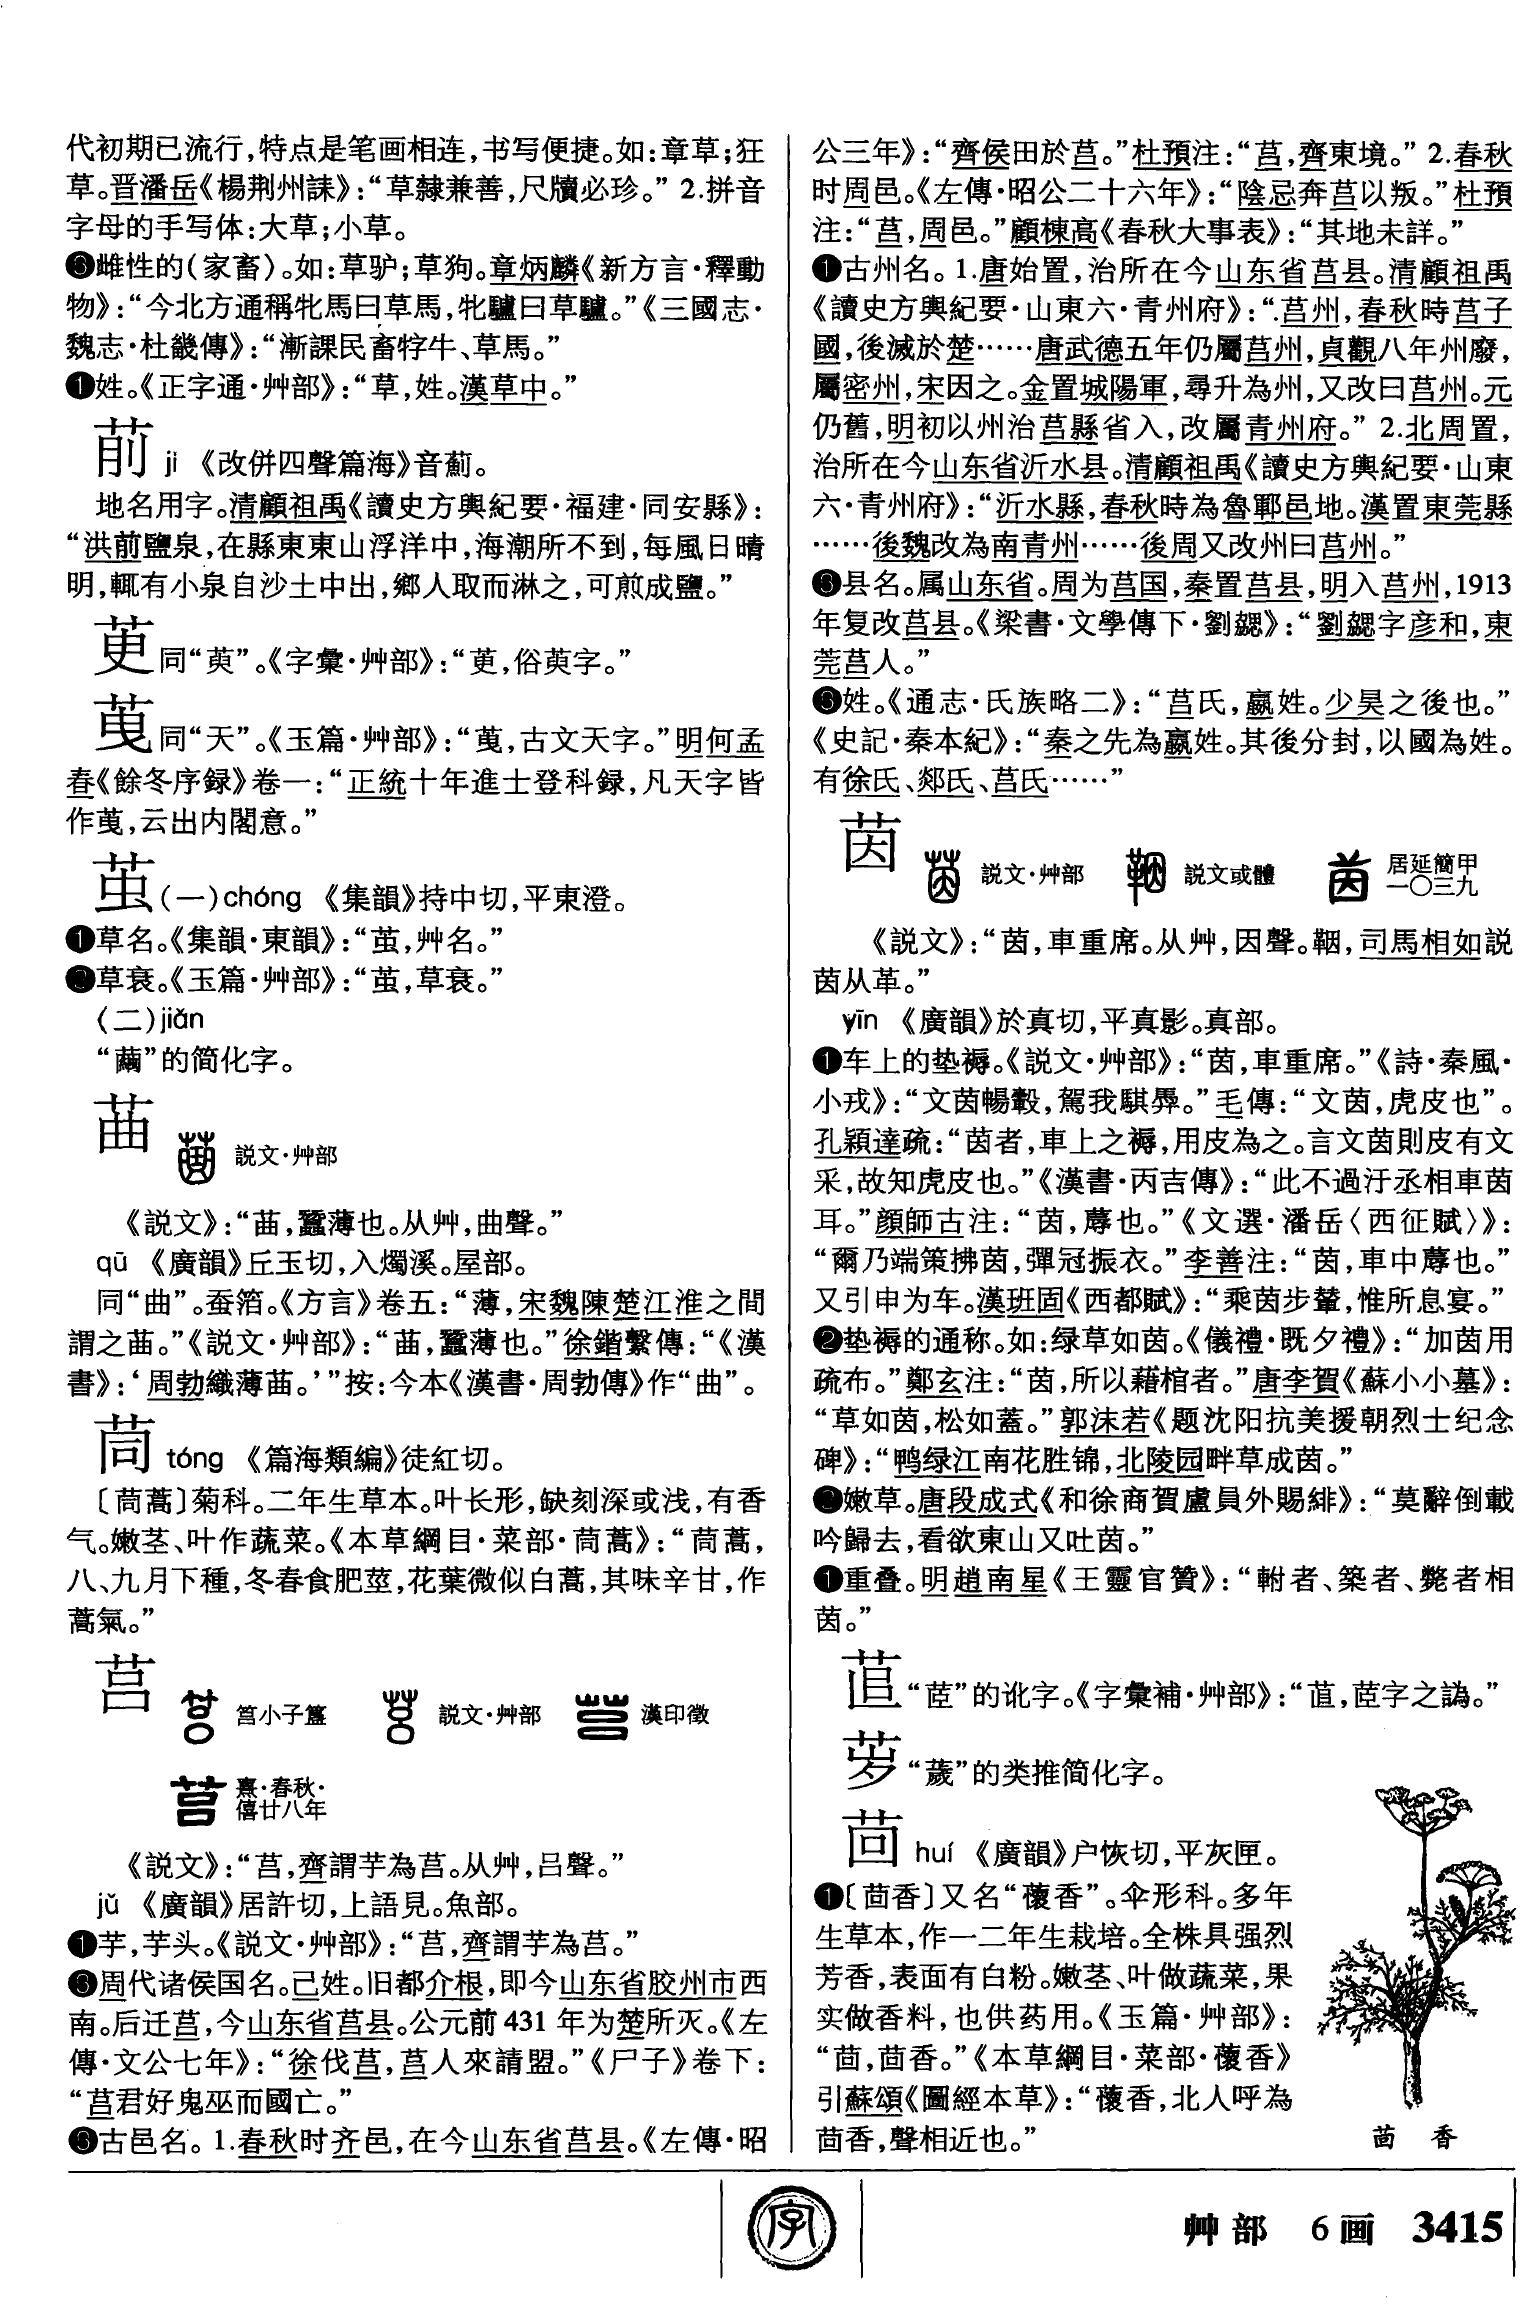 代初期已流行,特点是笔画相连,书写便捷。如:章草;狂
草。晋潘岳《楊荆州誄》:“草隸兼善,尺牘必珍。” 2.拼音
字母的手写体:大草;小草。
雌性的(家畜)。如:草驴;草狗。章炳麟《新方言·釋動
物》:“今北方通稱牝馬曰草馬,牝驢曰草驢。”《三國志·
魏志·杜畿傳》:“漸課民畜牸牛、草馬。”
姓。《正字通·艸部》:“草,姓。漢草中。”
葥 jì 《改併四聲篇海》音薊。
地名用字。清顧祖禹《讀史方輿紀要·福建·同安縣》:
“洪前鹽泉,在縣東東山浮洋中,海潮所不到,每風日晴
明,輒有小泉自沙土中出,鄉人取而淋之,可煎成鹽。”
茰 同“萸”。《字彙·艸部》:“茰,俗萸字。”
同“天”。《玉篇·艸部》:“,古文天字。”明何孟
春《餘冬序録》卷一:“正統十年進士登科録,凡天字皆
作,云出内閣意。”
茧 (一)chóng 《集韻》持中切,平東澄。
❶草名。《集韻·東韻》:“茧,艸名。”
❷草衰。《玉篇·艸部》:“茧,草衰。”
(二)jiǎn
“繭”的简化字。
苖 説文·艸部
《説文》:“苗,蠶薄也。从艸,曲聲。”
qū 《廣韻》丘玉切,入燭溪。屋部。
同“曲”。蚕箔。《方言》卷五:“薄,宋魏陳楚江淮之間
謂之䒼。”《説文·艸部》:“䒼,蠶薄也。”徐鍇繫傳:“《漢
書》:‘周勃織薄䒼。’”按:今本《漢書·周勃傳》作“曲”。
茼 tóng 《篇海類編》徒紅切。
〔茼蒿〕菊科。二年生草本。叶长形,缺刻深或浅,有香
气。嫩茎、叶作蔬菜。《本草綱目·菜部·茼蒿》:“茼蒿,
八、九月下種,冬春食肥莖,花葉微似白蒿,其味辛甘,作
蒿氣。”
莒 筥小子簋 説文·艸部 漢印徵
熹·春秋·
僖廿八年
《説文》:“莒,齊謂芋為莒。从艸,吕聲。”
jǔ 《廣韻》居許切,上語見。魚部。
❶芋,芋头。《説文·艸部》:“莒,齊謂芋為莒。”
周代诸侯国名。己姓。旧都介根,即今山东省胶州市西
南。后迁莒,今山东省莒县。公元前 431 年为楚所灭。《左
傳·文公七年》:“徐伐莒,莒人來請盟。”《尸子》卷下:
“莒君好鬼巫而國亡。”
古邑名。 1.春秋时齐邑,在今山东省莒县。《左傳·昭
公三年》:“齊侯田於莒。”杜預注:“莒,齊東境。” 2.春秋
时周邑。《左傳·昭公二十六年》:“陰忌奔莒以叛。”杜預
注:“莒,周邑。”顧棟高《春秋大事表》:“其地未詳。”
古州名。 1.唐始置,治所在今山东省莒县。清顧祖禹
《讀史方輿紀要·山東六·青州府》:“莒州,春秋時莒子
國,後滅於楚……唐武德五年仍屬莒州,貞觀八年州廢,
屬密州,宋因之。金置城陽軍,尋升為州,又改曰莒州。元
仍舊,明初以州治莒縣省入,改屬青州府。” 2.北周置,
治所在今山东省沂水县。清顧祖禹《讀史方輿紀要·山東
六·青州府》:“沂水縣,春秋時為魯鄆邑地。漢置東莞縣
……後魏改為南青州……後周又改州曰莒州。”
县名。属山东省。周为莒国,秦置莒县,明入莒州,1913
年复改莒县。《梁書·文學傳下·劉勰》:“劉勰字彦和,東
莞莒人。”
姓。《通志·氏族略二》:“莒氏,嬴姓。少昊之後也。”
《史記·秦本紀》:“秦之先為嬴姓。其後分封,以國為姓。
有徐氏、郯氏、莒氏……”
茵 説文·艸部 説文或體 居延簡甲
一〇三九
《説文》:“茵,車重席。从艸,因聲。鞇,司馬相如説
茵从革。”
yīn 《廣韻》於真切,平真影。真部。
❶车上的垫褥。《説文·艸部》:“茵,車重席。”《詩·秦風·
小戎》:“文茵暢轂,駕我騏馵。”毛傳:“文茵,虎皮也”。
孔穎達疏:“茵者,車上之褥,用皮為之。言文茵則皮有文
采,故知虎皮也。”《漢書·丙吉傳》:“此不過汙丞相車茵
耳。”顔師古注:“茵,蓐也。”《文選·潘岳〈西征賦〉》:
“爾乃端策拂茵,彈冠振衣。”李善注:“茵,車中蓐也。”
又引申为车。漢班固《西都賦》:“乘茵步輦,惟所息宴。”
❷垫褥的通称。如:绿草如茵。《儀禮·既夕禮》:“加茵用
疏布。”鄭玄注:“茵,所以藉棺者。”唐李賀《蘇小小墓》:
“草如茵,松如蓋。”郭沫若《题沈阳抗美援朝烈士纪念
碑》:“鸭绿江南花胜锦,北陵园畔草成茵。”
嫩草。唐段成式《和徐商賀盧員外賜緋》:“莫辭倒載
吟歸去,看欲東山又吐茵。”
重叠。明趙南星《王靈官贊》:“軵者、築者、斃者相
茵。”
苴 “茝”的讹字。《字彙補·艸部》:“,茝字之譌。”
“薉”的类推简化字。
茴 huí 《廣韻》户恢切,平灰匣。
❶〔茴香〕又名“蘹香”。伞形科。多年
生草本,作一二年生栽培。全株具强烈
芳香,表面有白粉。嫩茎、叶做蔬菜,果
实做香料,也供药用。《玉篇·艸部》:
“茴,茴香。”《本草綱目·菜部·蘹香》
引蘇頌《圖經本草》:“蘹香,北人呼為
茴香,聲相近也。”
茴 香
字
艸部 6画 3415